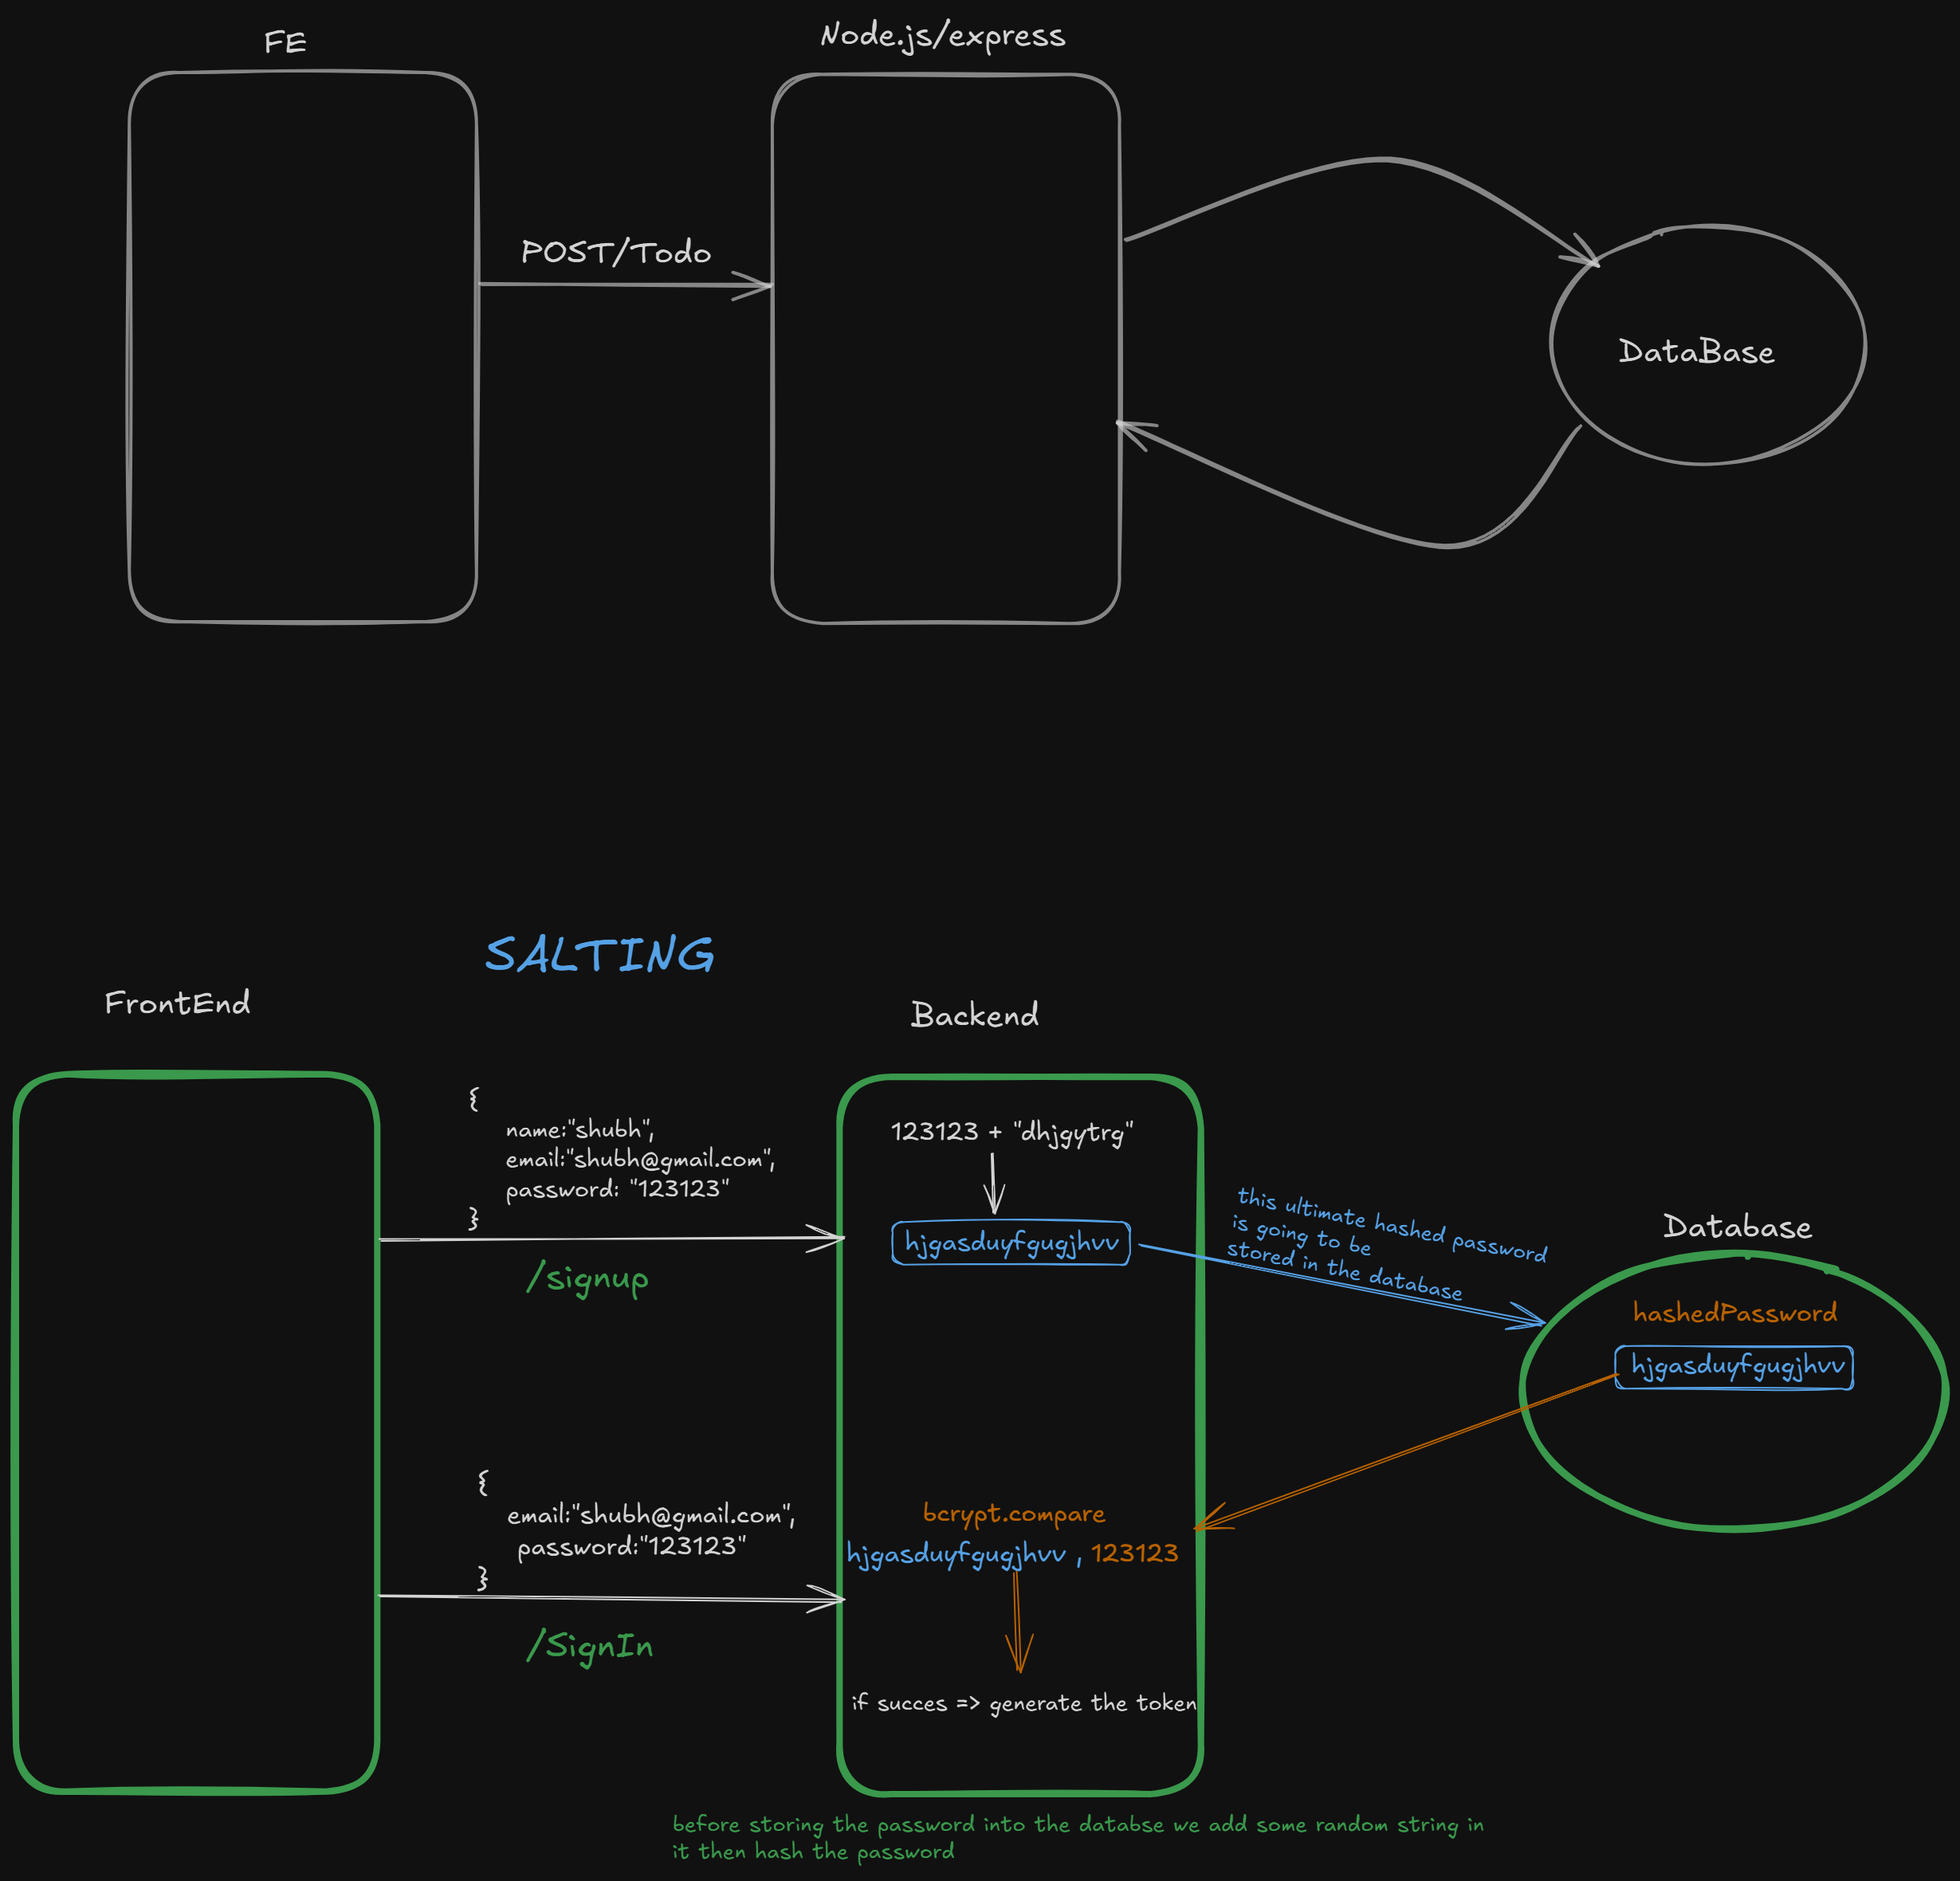 FE
Node.js/express
POST/Todo
DataBase
SALTING
FrontEnd
Backend
{
name:"shubh",
email:"shubh@gmail.com",
password: "123123"
}
/signup
123123 + "dhjgytrg"
hjgasduyfgugjhvv
this ultimate hashed password
is going to be
stored in the database
Database
hashedPassword
hjgasduyfgugjhvv
{
email:"shubh@gmail.com",
password:"123123"
}
/SignIn
bcrypt.compare
hjgasduyfgugjhvv , 123123
if succes => generate the token
before storing the password into the databse we add some random string in
it then hash the password